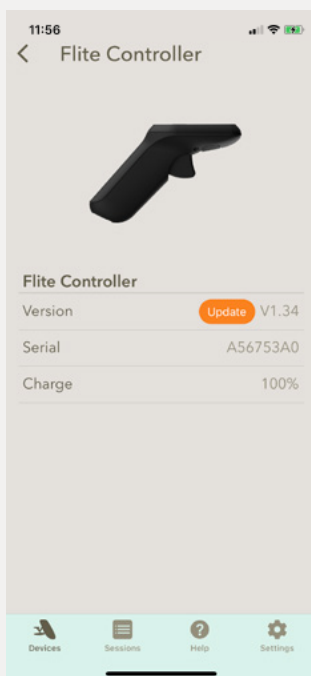 11:56
Flite Controller
Flite Controller
Version Update V1.34
Serial A56753A0
Charge 100%
Devices Sessions Help Settings